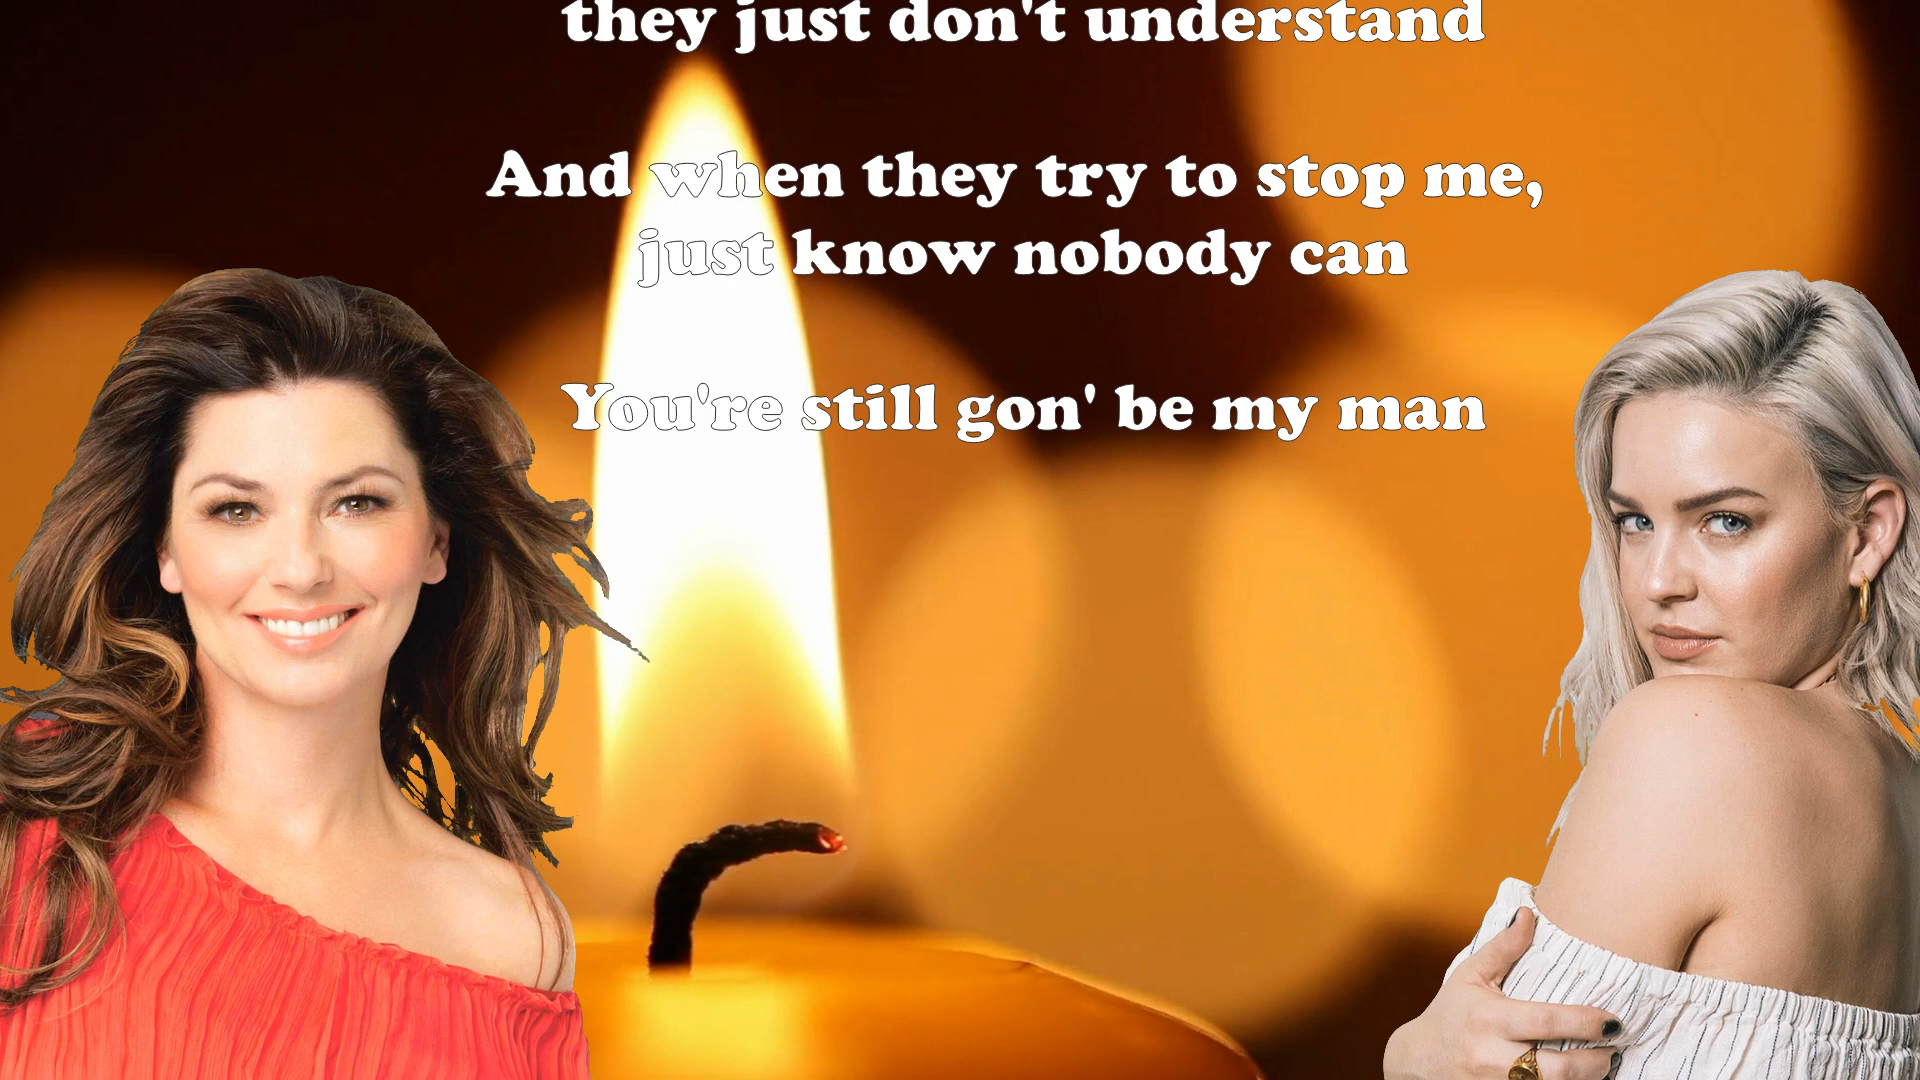 they just don't understand
And when they try to stop me,
just know nobody can
You're still gon' be my man